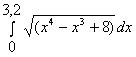 3,2
∫ √(x⁴ − x³ + 8) dx
0